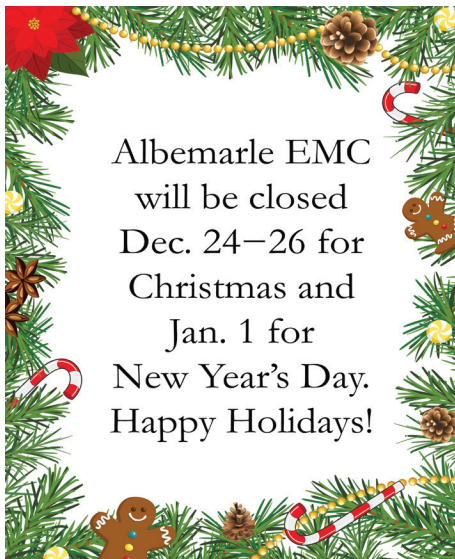 Albemarle EMC
will be closed
Dec. 24–26 for
Christmas and
Jan. 1 for
New Year’s Day.
Happy Holidays!